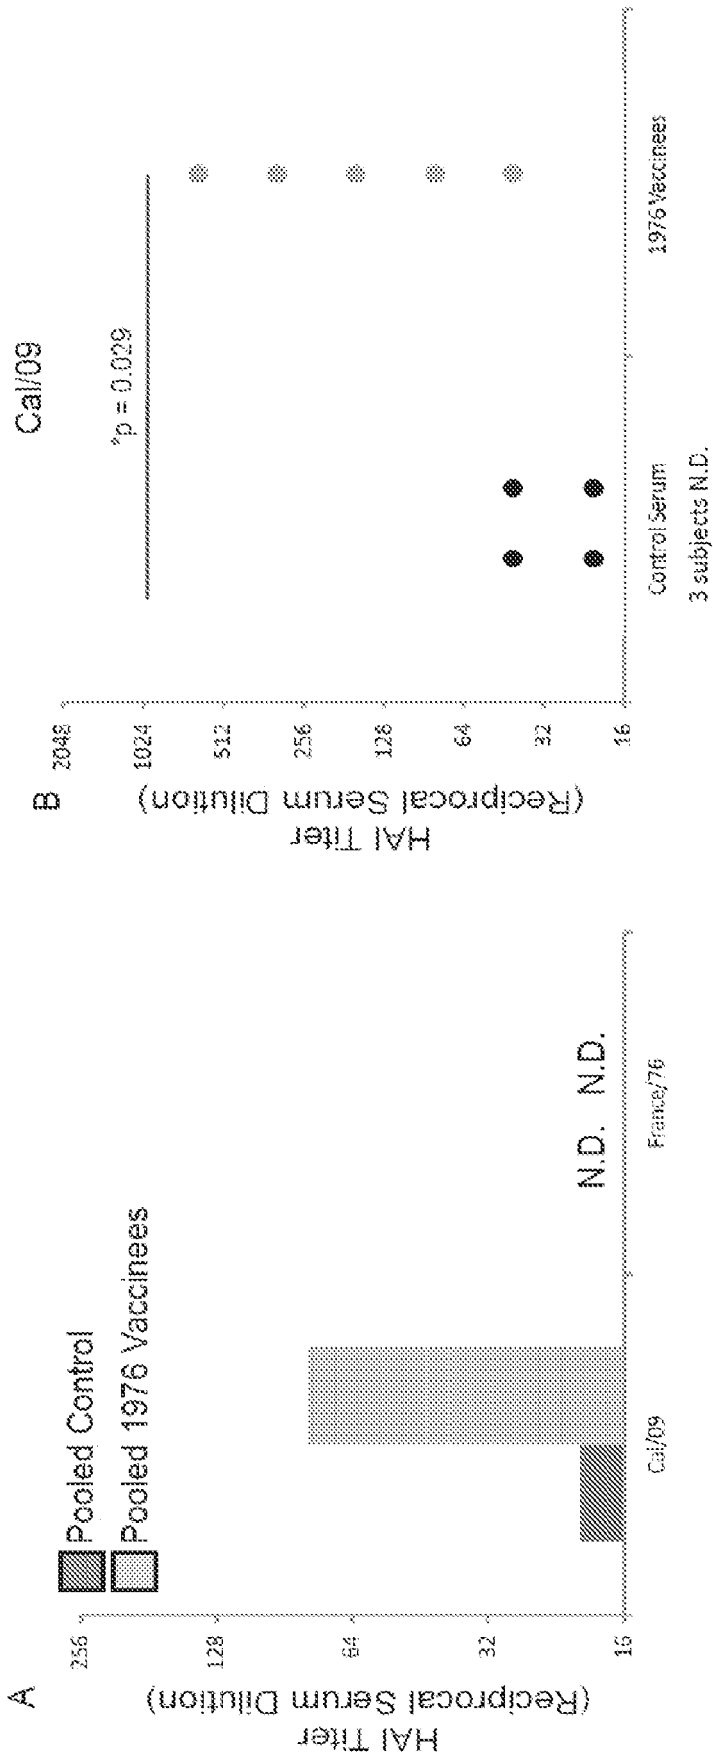 A
Pooled Control
Pooled 1976 Vaccinees
HAI Titer
(Reciprocal Serum Dilution)
256
128
64
32
16
N.D. N.D.
Cal/09
France/76
B
Cal/09
*p = 0.029
HAI Titer
(Reciprocal Serum Dilution)
2048
1024
512
256
128
64
32
16
Control Serum
1976 Vaccinees
3 subjects N.D.